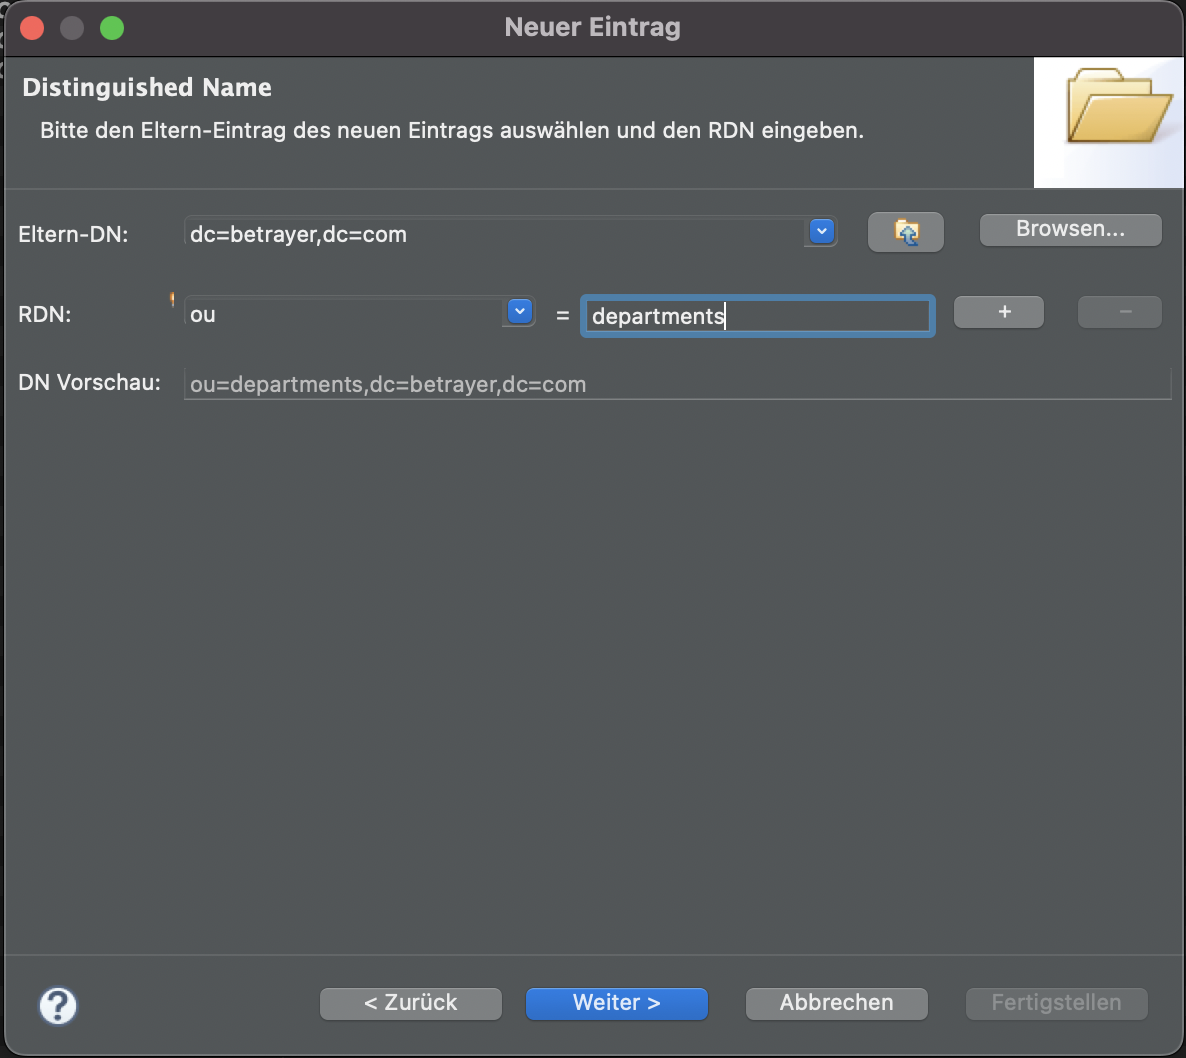 Neuer Eintrag
Distinguished Name
Bitte den Eltern-Eintrag des neuen Eintrags auswählen und den RDN eingeben.
Eltern-DN: dc=betrayer,dc=com Browsen...
RDN: ou = departments + −
DN Vorschau: ou=departments,dc=betrayer,dc=com
? < Zurück Weiter > Abbrechen Fertigstellen